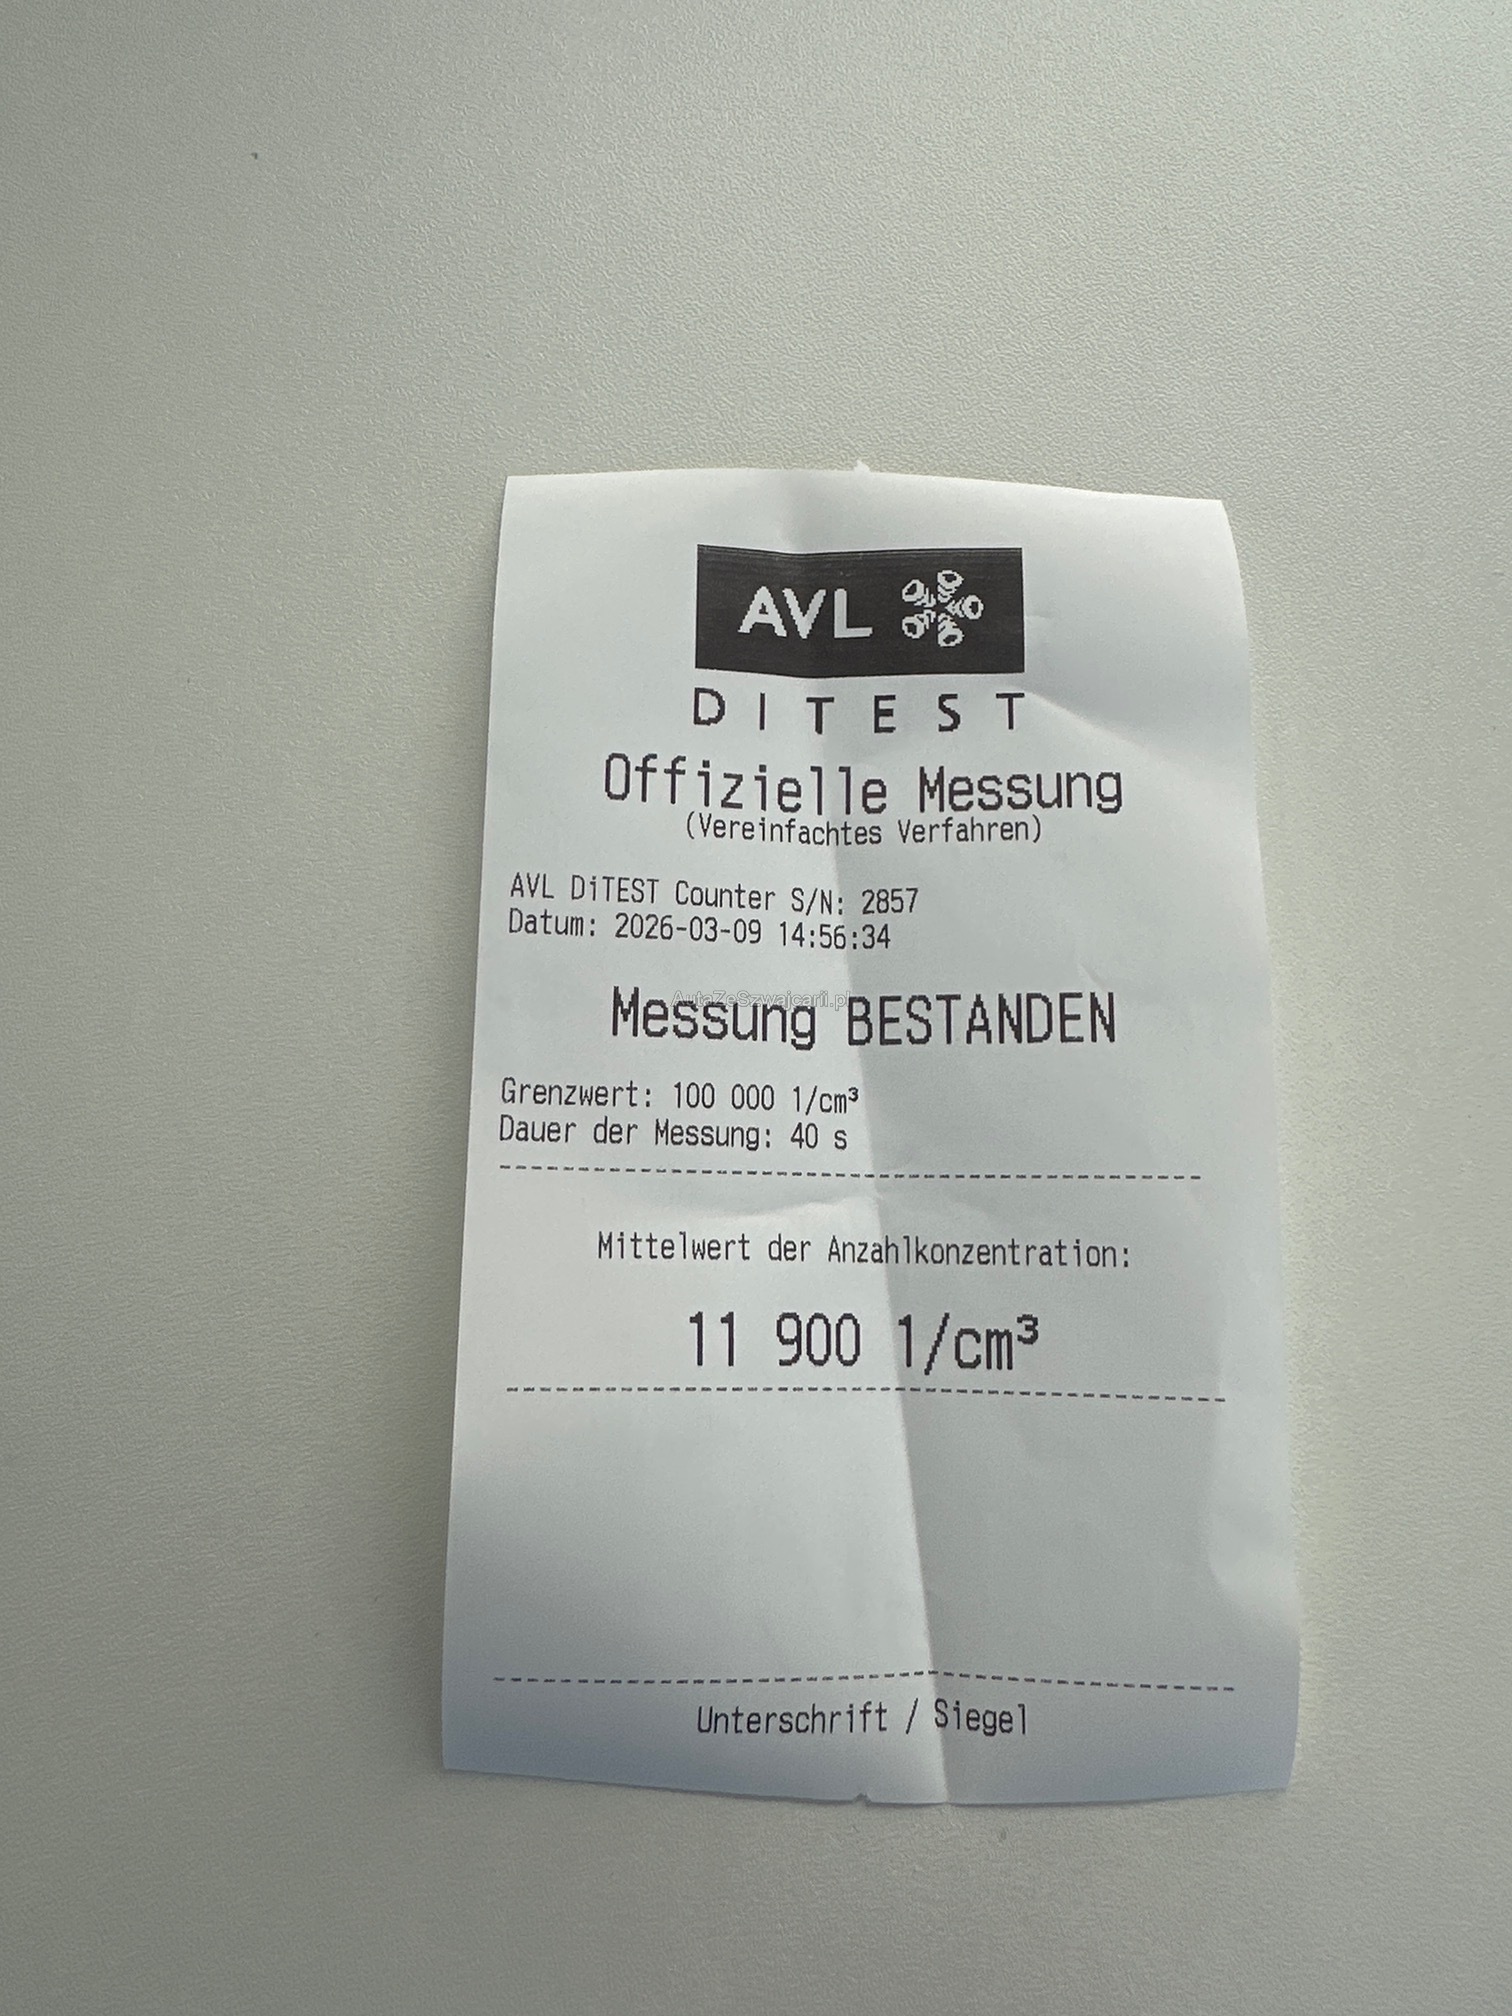 AVL
DITEST
Offizielle Messung
(Vereinfachtes Verfahren)
AVL DiTEST Counter S/N: 2857
Datum: 2026-03-09 14:56:34
AutaZeSzwajcarii.pl
Messung BESTANDEN
Grenzwert: 100 000 1/cm³
Dauer der Messung: 40 s
Mittelwert der Anzahlkonzentration:
11 900 1/cm³
Unterschrift / Siegel